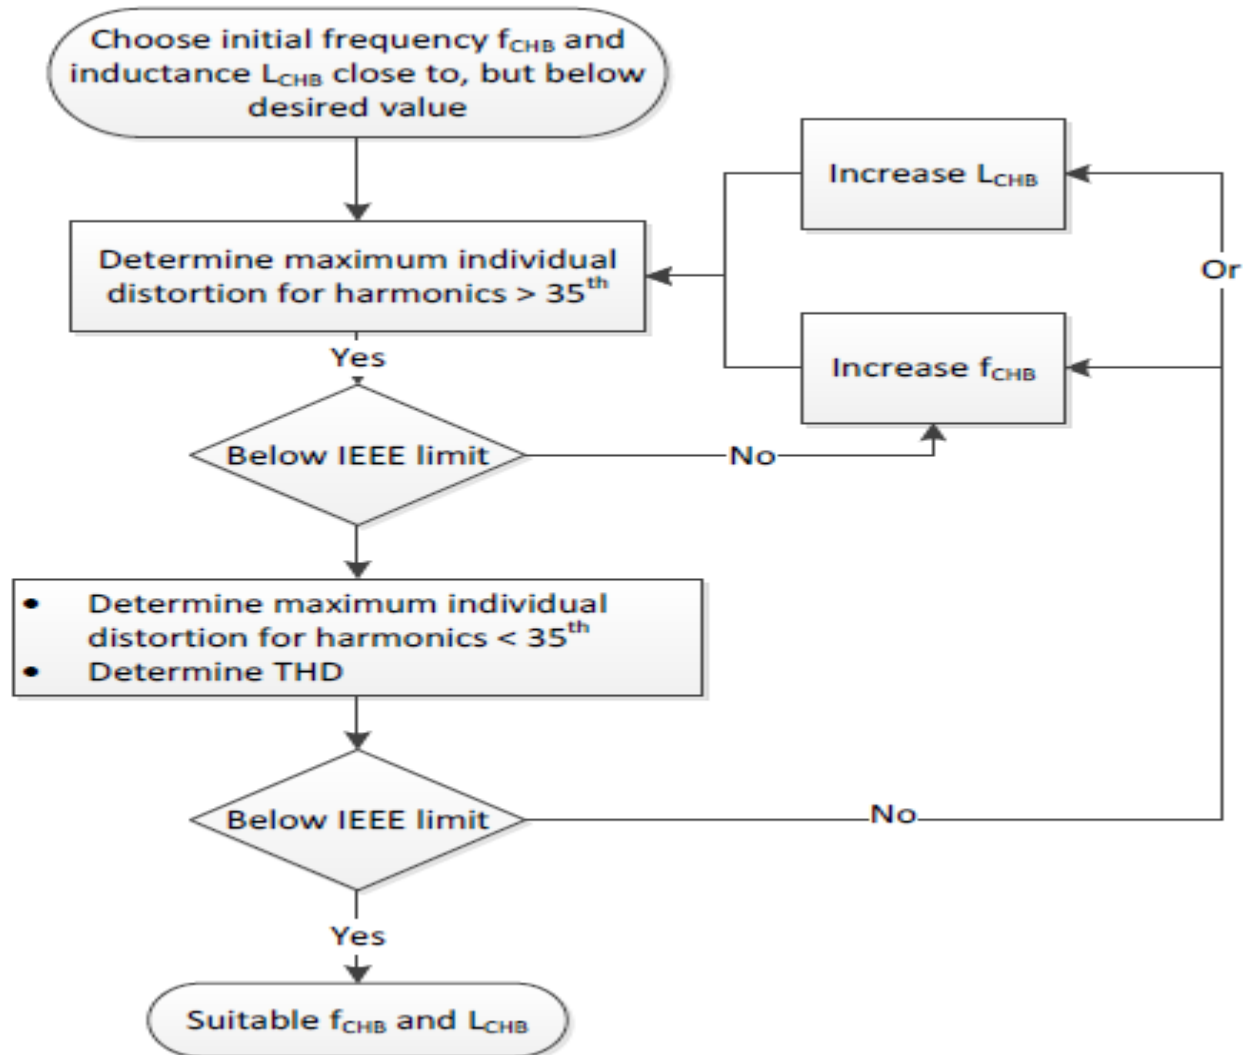 Choose initial frequency fCHB and
inductance LCHB close to, but below
desired value
Increase LCHB
Determine maximum individual
distortion for harmonics > 35th
Or
Increase fCHB
Yes
Below IEEE limit
No
• Determine maximum individual
distortion for harmonics < 35th
• Determine THD
Below IEEE limit
No
Yes
Suitable fCHB and LCHB